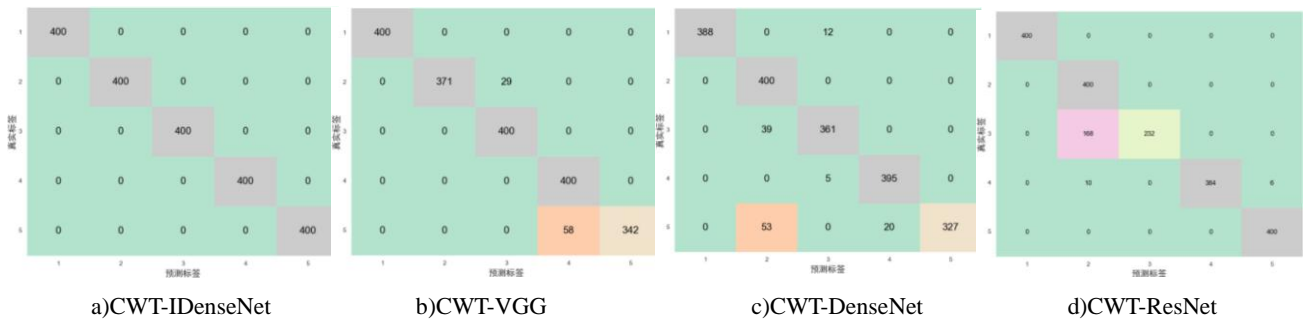 1 400 0 0 0 0
2 0 400 0 0 0
3 0 0 400 0 0
4 0 0 0 400 0
5 0 0 0 0 400
1 2 3 4 5
真实标签
预测标签
a)CWT-IDenseNet
1 400 0 0 0 0
2 0 371 29 0 0
3 0 0 400 0 0
4 0 0 0 400 0
5 0 0 0 58 342
1 2 3 4 5
真实标签
预测标签
b)CWT-VGG
1 388 0 12 0 0
2 0 400 0 0 0
3 0 39 361 0 0
4 0 0 5 395 0
5 0 53 0 20 327
1 2 3 4 5
真实标签
预测标签
c)CWT-DenseNet
1 400 0 0 0 0
2 0 400 0 0 0
3 0 168 232 0 0
4 0 10 0 384 6
5 0 0 0 0 400
1 2 3 4 5
真实标签
预测标签
d)CWT-ResNet